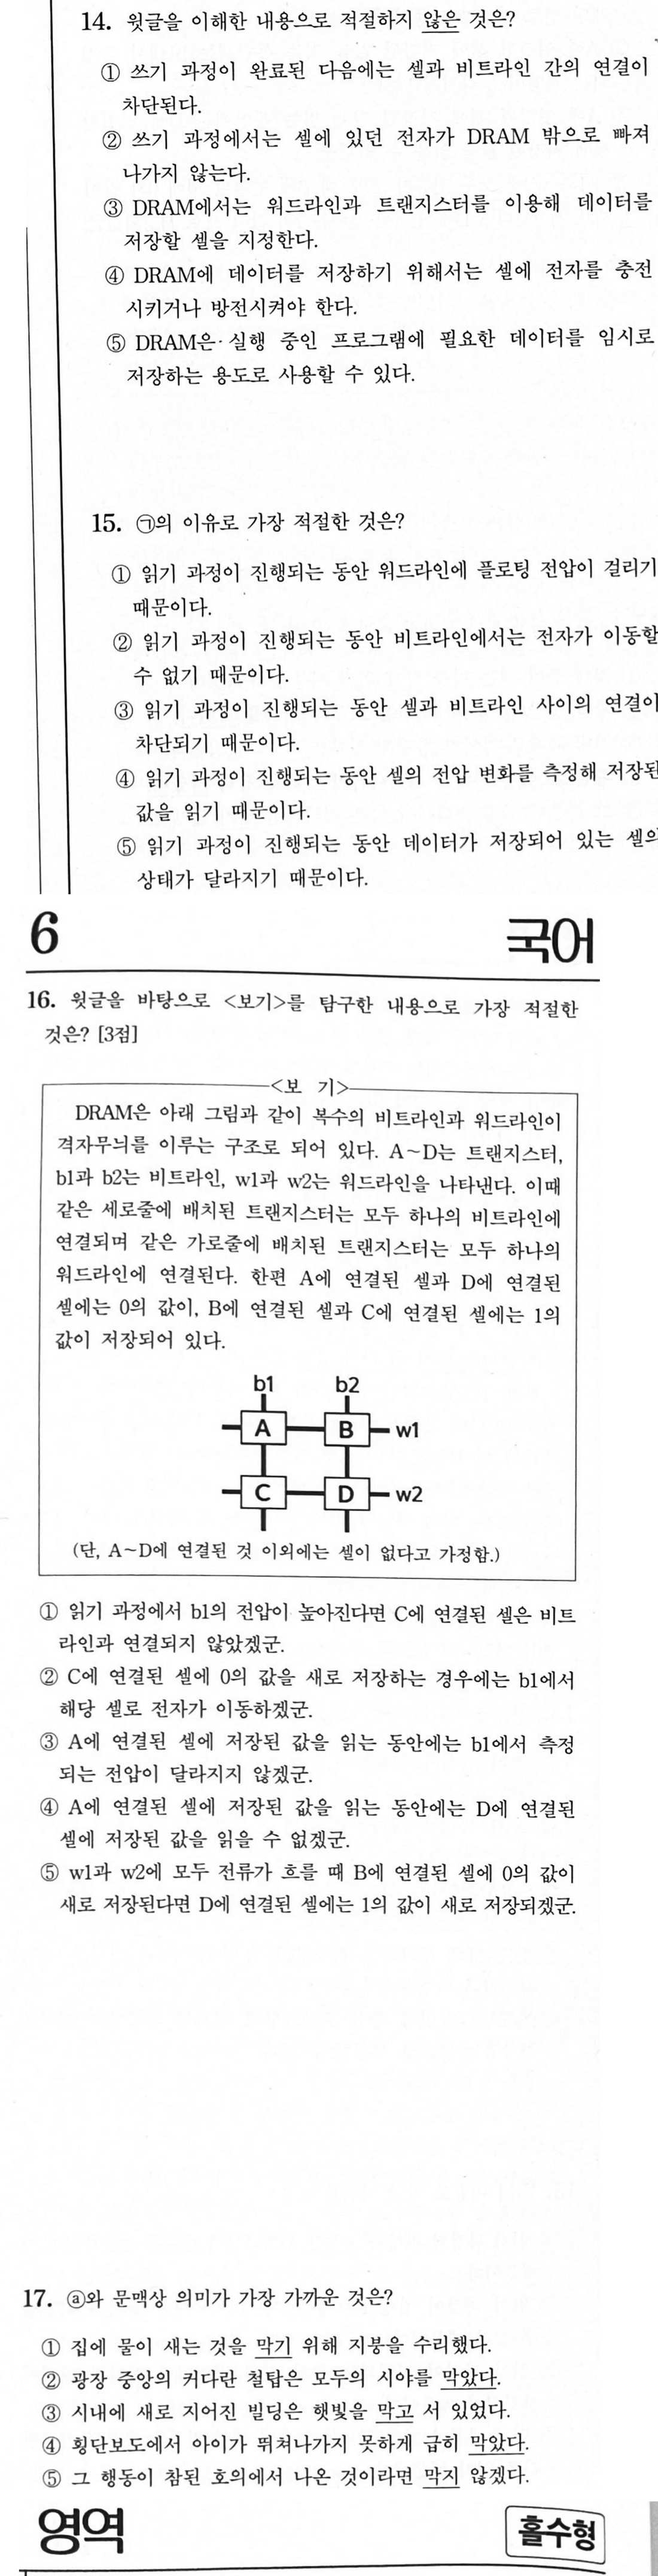 14. 윗글을 이해한 내용으로 적절하지 않은 것은?
① 쓰기 과정이 완료된 다음에는 셀과 비트라인 간의 연결이
차단된다.
② 쓰기 과정에서는 셀에 있던 전자가 DRAM 밖으로 빠져
나가지 않는다.
③ DRAM에서는 워드라인과 트랜지스터를 이용해 데이터를
저장할 셀을 지정한다.
④ DRAM에 데이터를 저장하기 위해서는 셀에 전자를 충전
시키거나 방전시켜야 한다.
⑤ DRAM은 실행 중인 프로그램에 필요한 데이터를 임시로
저장하는 용도로 사용할 수 있다.
15. ㉠의 이유로 가장 적절한 것은?
① 읽기 과정이 진행되는 동안 워드라인에 플로팅 전압이 걸리기
때문이다.
② 읽기 과정이 진행되는 동안 비트라인에서는 전자가 이동할
수 없기 때문이다.
③ 읽기 과정이 진행되는 동안 셀과 비트라인 사이의 연결이
차단되기 때문이다.
④ 읽기 과정이 진행되는 동안 셀의 전압 변화를 측정해 저장된
값을 읽기 때문이다.
⑤ 읽기 과정이 진행되는 동안 데이터가 저장되어 있는 셀의
상태가 달라지기 때문이다.
6 국어
16. 윗글을 바탕으로 <보기>를 탐구한 내용으로 가장 적절한
것은? [3점]
<보 기>
DRAM은 아래 그림과 같이 복수의 비트라인과 워드라인이
격자무늬를 이루는 구조로 되어 있다. A~D는 트랜지스터,
b1과 b2는 비트라인, w1과 w2는 워드라인을 나타낸다. 이때
같은 세로줄에 배치된 트랜지스터는 모두 하나의 비트라인에
연결되며 같은 가로줄에 배치된 트랜지스터는 모두 하나의
워드라인에 연결된다. 한편 A에 연결된 셀과 D에 연결된
셀에는 0의 값이, B에 연결된 셀과 C에 연결된 셀에는 1의
값이 저장되어 있다.
b1 b2
A B w1
C D w2
(단, A~D에 연결된 것 이외에는 셀이 없다고 가정함.)
① 읽기 과정에서 b1의 전압이 높아진다면 C에 연결된 셀은 비트
라인과 연결되지 않았겠군.
② C에 연결된 셀에 0의 값을 새로 저장하는 경우에는 b1에서
해당 셀로 전자가 이동하겠군.
③ A에 연결된 셀에 저장된 값을 읽는 동안에는 b1에서 측정
되는 전압이 달라지지 않겠군.
④ A에 연결된 셀에 저장된 값을 읽는 동안에는 D에 연결된
셀에 저장된 값을 읽을 수 없겠군.
⑤ w1과 w2에 모두 전류가 흐를 때 B에 연결된 셀에 0의 값이
새로 저장된다면 D에 연결된 셀에는 1의 값이 새로 저장되겠군.
17. ⓐ와 문맥상 의미가 가장 가까운 것은?
① 집에 물이 새는 것을 막기 위해 지붕을 수리했다.
② 광장 중앙의 커다란 철탑은 모두의 시야를 막았다.
③ 시내에 새로 지어진 빌딩은 햇빛을 막고 서 있었다.
④ 횡단보도에서 아이가 뛰쳐나가지 못하게 급히 막았다.
⑤ 그 행동이 참된 호의에서 나온 것이라면 막지 않겠다.
영역 홀수형